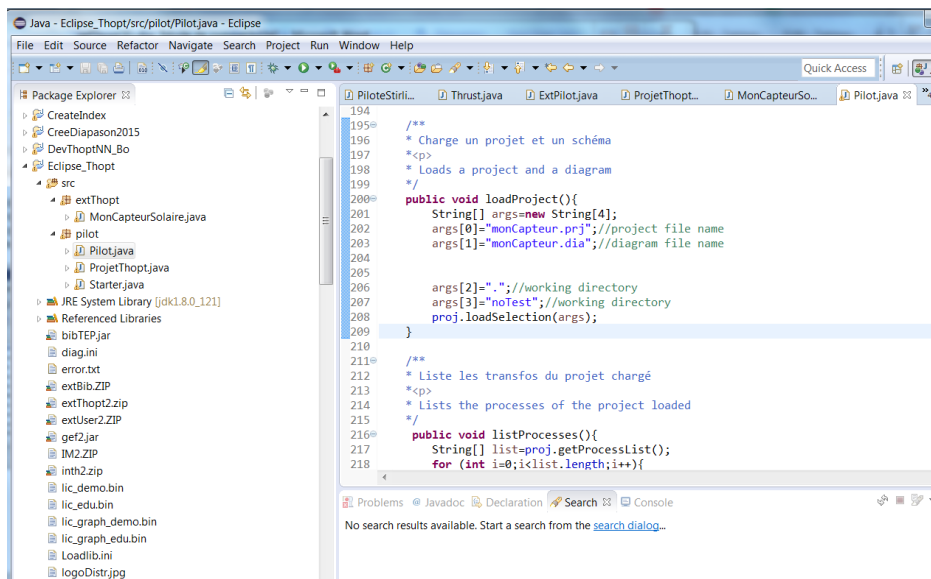 Java - Eclipse_Thopt/src/pilot/Pilot.java - Eclipse
File Edit Source Refactor Navigate Search Project Run Window Help
Quick Access
Package Explorer
CreateIndex
CreeDiapason2015
DevThoptNN_Bo
Eclipse_Thopt
src
extThopt
MonCapteurSolaire.java
pilot
Pilot.java
ProjetThopt.java
Starter.java
JRE System Library [jdk1.8.0_121]
Referenced Libraries
bibTEP.jar
diag.ini
error.txt
extBib.ZIP
extThopt2.zip
extUser2.ZIP
gef2.jar
IM2.ZIP
inth2.zip
lic_demo.bin
lic_edu.bin
lic_graph_demo.bin
lic_graph_edu.bin
Loadlib.ini
logoDistr.jpg
PiloteStirli... Thrust.java ExtPilot.java ProjetThopt... MonCapteurSo... Pilot.java
194
195 /**
196 * Charge un projet et un schéma
197 *<p>
198 * Loads a project and a diagram
199 */
200 public void loadProject(){
201 String[] args=new String[4];
202 args[0]="monCapteur.prj";//project file name
203 args[1]="monCapteur.dia";//diagram file name
204
205
206 args[2]=".";//working directory
207 args[3]="noTest";//working directory
208 proj.loadSelection(args);
209 }
210
211 /**
212 * Liste les transfos du projet chargé
213 *<p>
214 * Lists the processes of the project loaded
215 */
216 public void listProcesses(){
217 String[] list=proj.getProcessList();
218 for (int i=0;i<list.length;i++){
Problems @ Javadoc Declaration Search Console
No search results available. Start a search from the search dialog...